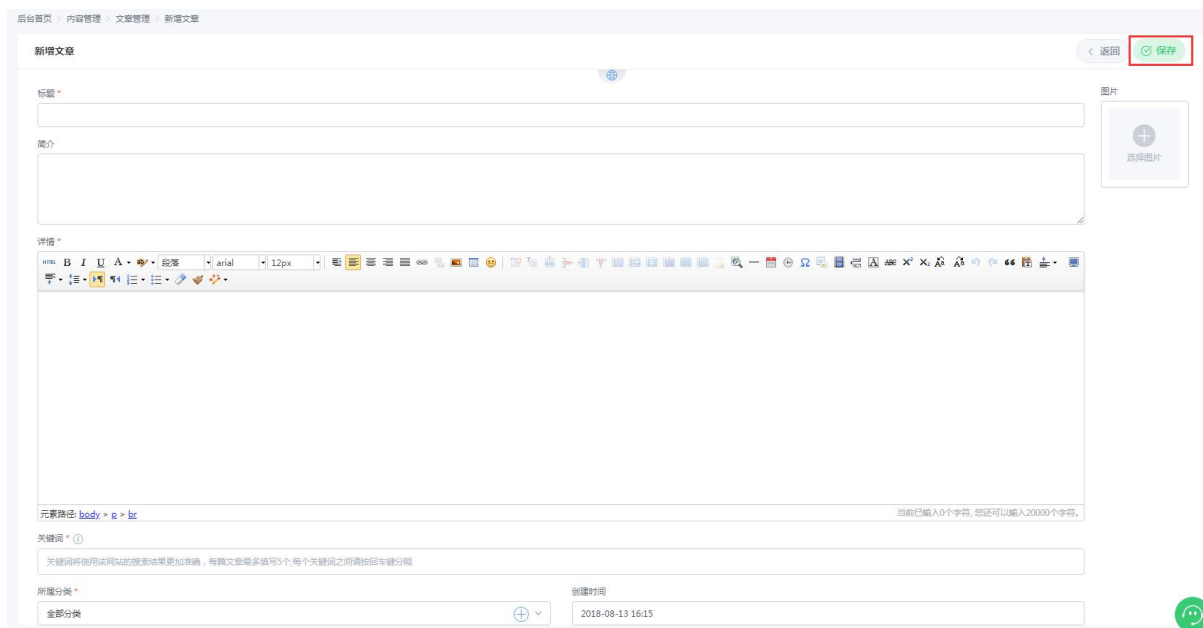 后台首页 > 内容管理 > 文章管理 > 新增文章
新增文章
< 返回
保存
标题 *
图片
选择图片
简介
详情 *
HTML B I U A 段落 arial 12px
元素路径: body > p > br
当前已输入0个字符, 您还可以输入20000个字符。
关键词 *
关键词将使用该网站的搜索结果更加准确，每篇文章最多填写5个;每个关键词之间请按回车键分隔
所属分类 *
创建时间
全部分类
2018-08-13 16:15